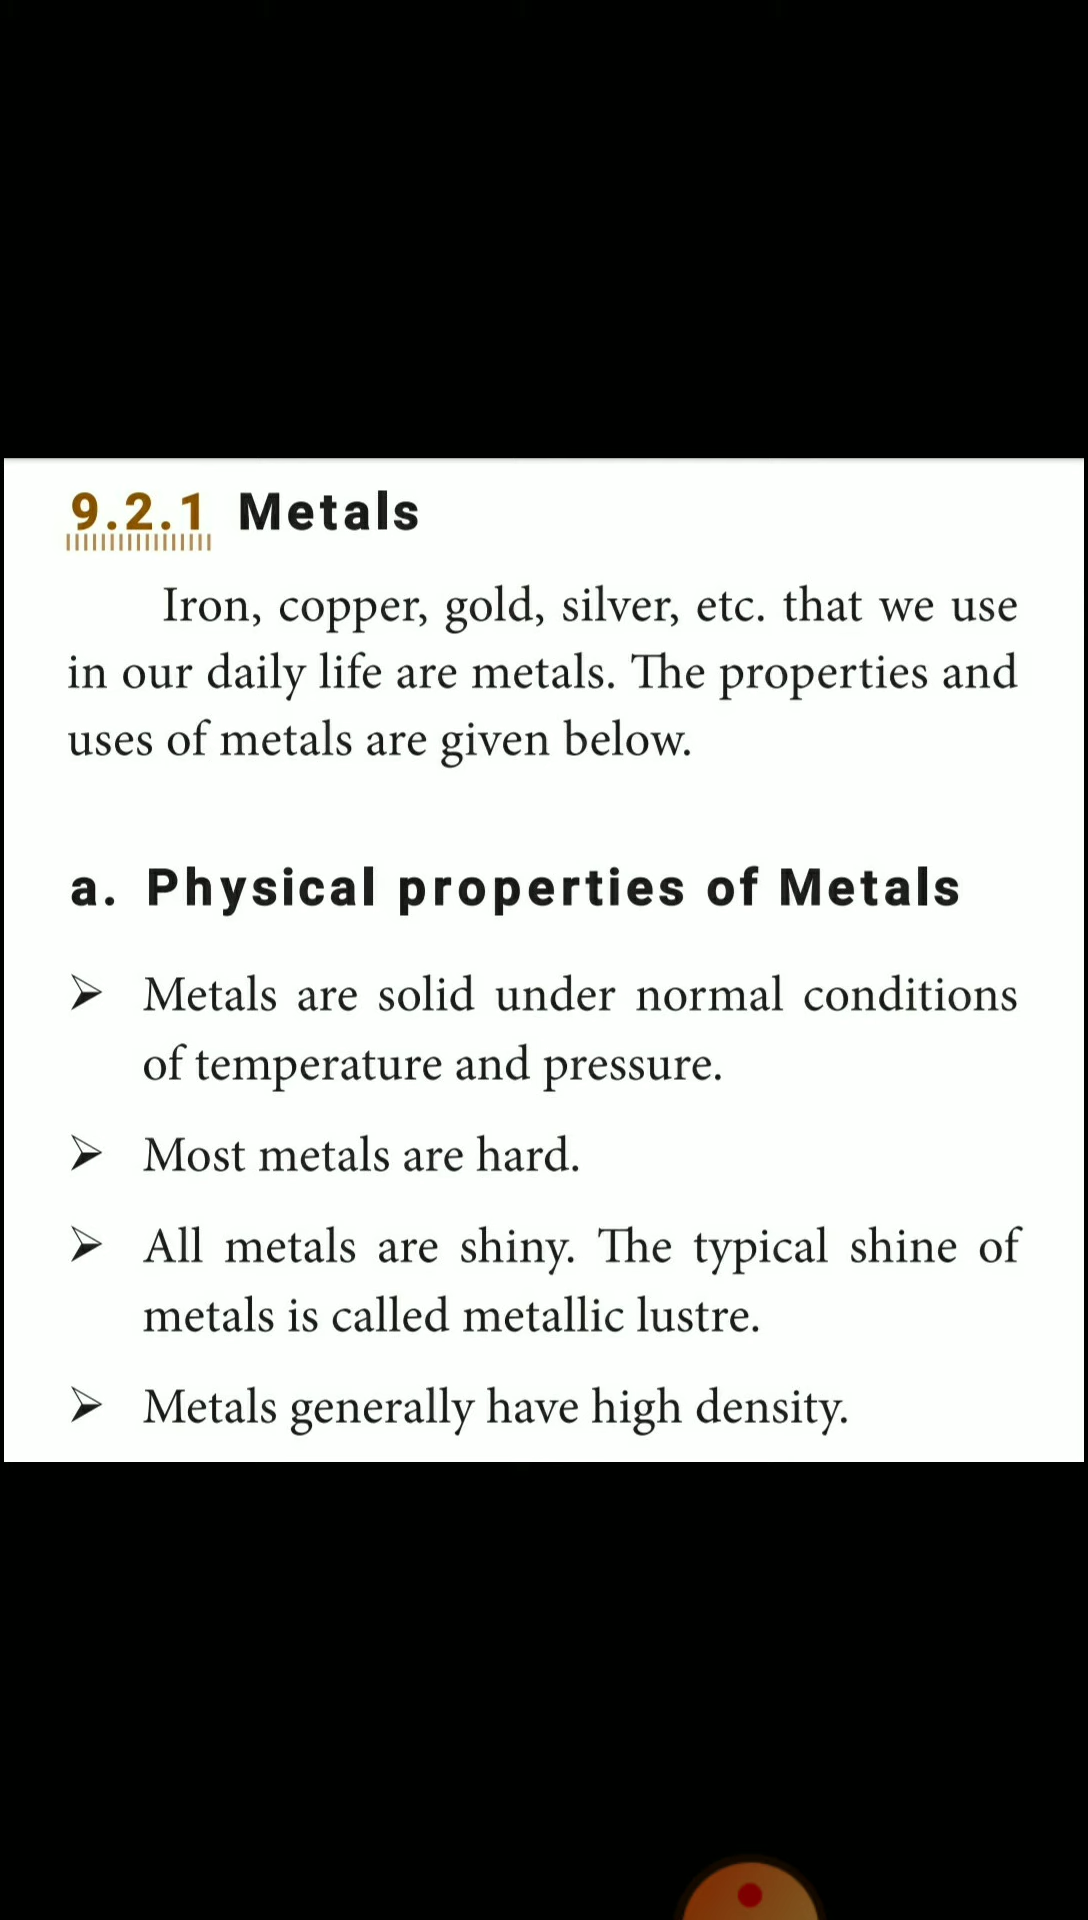 9.2.1 Metals
Iron, copper, gold, silver, etc. that we use
in our daily life are metals. The properties and
uses of metals are given below.
a. Physical properties of Metals
➢ Metals are solid under normal conditions
of temperature and pressure.
➢ Most metals are hard.
➢ All metals are shiny. The typical shine of
metals is called metallic lustre.
➢ Metals generally have high density.